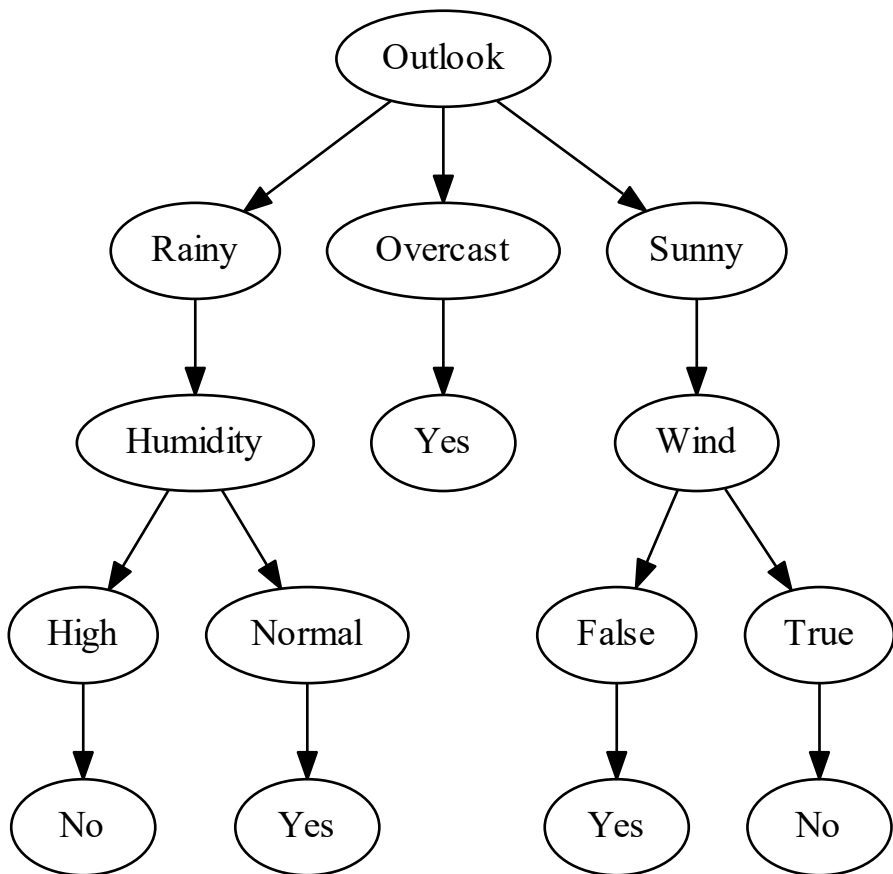 Outlook
Rainy Overcast Sunny
Humidity Yes Wind
High Normal False True
No Yes Yes No